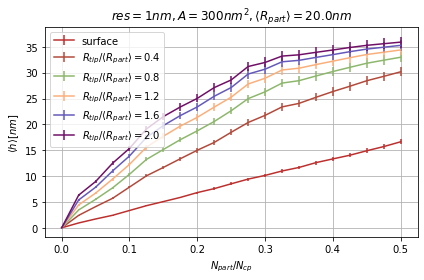 res = 1nm, A = 300nm², ⟨R_part⟩ = 20.0nm
surface
R_tip/⟨R_part⟩ = 0.4
R_tip/⟨R_part⟩ = 0.8
R_tip/⟨R_part⟩ = 1.2
R_tip/⟨R_part⟩ = 1.6
R_tip/⟨R_part⟩ = 2.0
⟨h⟩[nm]
35
30
25
20
15
10
5
0
0.0 0.1 0.2 0.3 0.4 0.5
N_part/N_cp